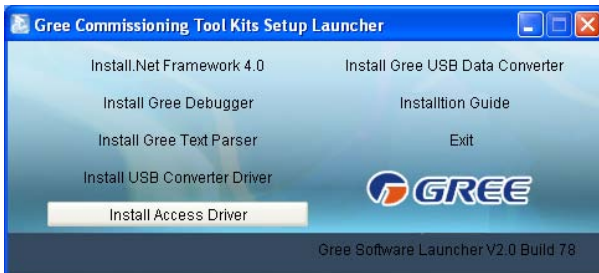 Gree Commissioning Tool Kits Setup Launcher
Install.Net Framework 4.0
Install Gree Debugger
Install Gree Text Parser
Install USB Converter Driver
Install Access Driver
Install Gree USB Data Converter
Installtion Guide
Exit
GREE
Gree Software Launcher V2.0 Build 78